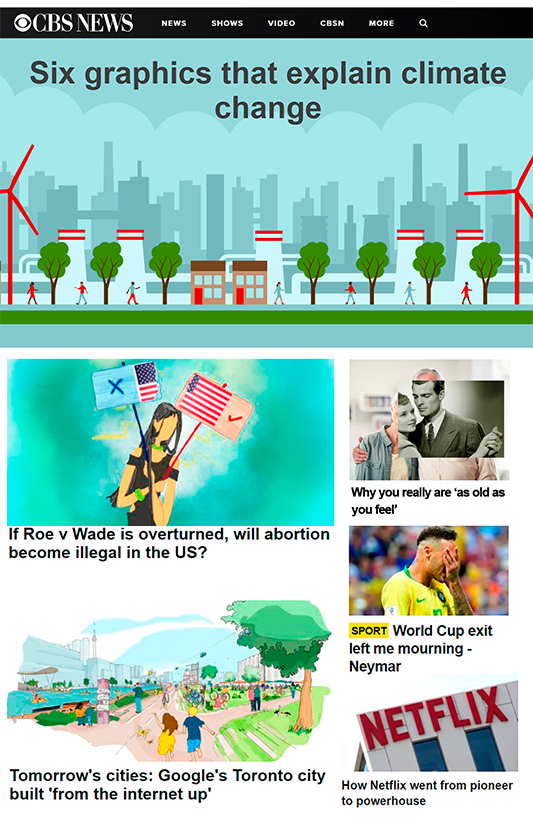 CBS NEWS
NEWS SHOWS VIDEO CBSN MORE
Six graphics that explain climate
change
If Roe v Wade is overturned, will abortion
become illegal in the US?
Why you really are ‘as old as
you feel’
SPORT World Cup exit
left me mourning -
Neymar
Tomorrow's cities: Google's Toronto city
built 'from the internet up'
NETFLIX
How Netflix went from pioneer
to powerhouse